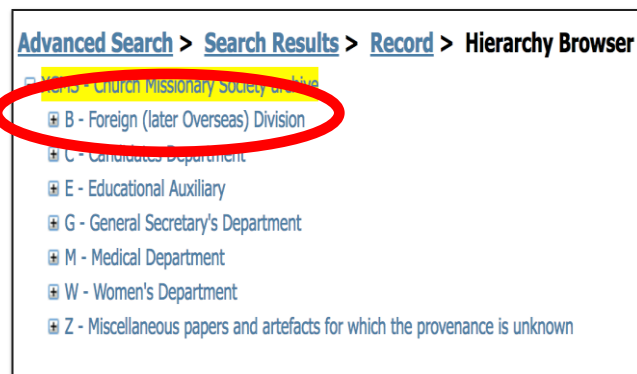 Advanced Search > Search Results > Record > Hierarchy Browser
XCMS - Church Missionary Society archive
B - Foreign (later Overseas) Division
C - Candidates Department
E - Educational Auxiliary
G - General Secretary's Department
M - Medical Department
W - Women's Department
Z - Miscellaneous papers and artefacts for which the provenance is unknown